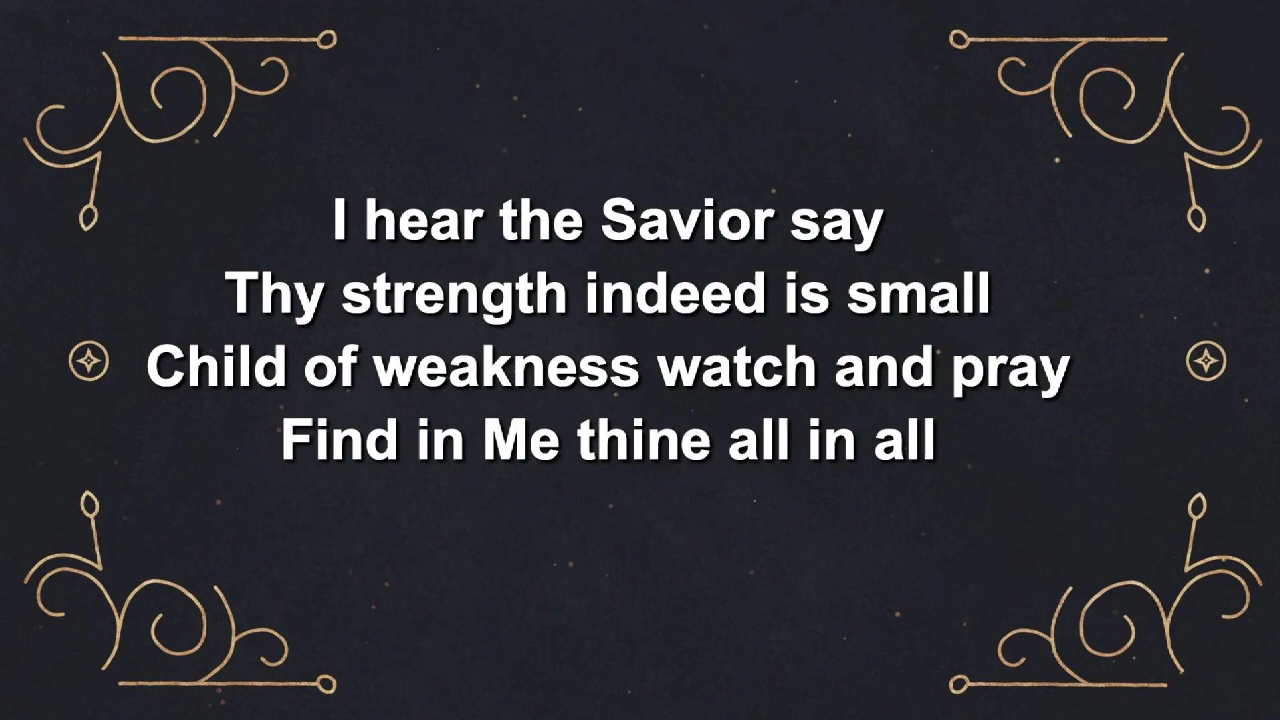 I hear the Savior say
Thy strength indeed is small
Child of weakness watch and pray
Find in Me thine all in all